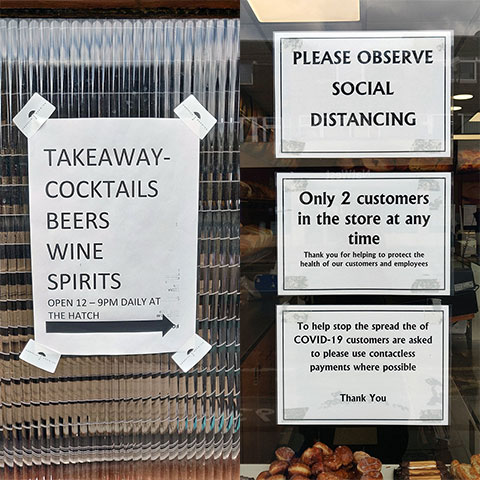 TAKEAWAY-
COCKTAILS
BEERS
WINE
SPIRITS
OPEN 12 – 9PM DAILY AT
THE HATCH
PLEASE OBSERVE
SOCIAL
DISTANCING
Only 2 customers
in the store at any
time
Thank you for helping to protect the
health of our customers and employees
To help stop the spread the of
COVID-19 customers are asked
to please use contactless
payments where possible
Thank You